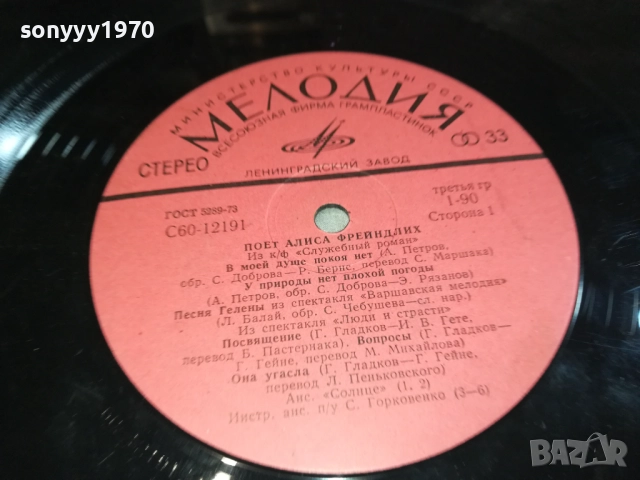 sonyyy1970
МИНИСТЕРСТВО КУЛЬТУРЫ СССР
МЕЛОДИЯ
ВСЕСОЮЗНАЯ ФИРМА ГРАМПЛАСТИНОК
СТЕРЕО
33
ЛЕНИНГРАДСКИЙ ЗАВОД
ГОСТ 5289-73
третья гр
С60-12191
1-90
Сторона 1
ПОЕТ АЛИСА ФРЕЙНДЛИХ
Из к/ф «Служебный роман»
В моей душе покоя нет (А. Петров,
обр. С. Доброва—Р. Бернс, перевод С. Маршака)
У природы нет плохой погоды
(А. Петров, обр. С. Доброва—Э. Рязанов)
Песня Гелены из спектакля «Варшавская мелодия»
(Л. Балай, обр. С. Чебушева—сл. нар.)
Из спектакля «Люди и страсти»
Посвящение (Г. Гладков—И. В. Гете,
перевод Б. Пастернака). Вопросы (Г. Гладков—
Г. Гейне, перевод М. Михайлова)
Она угасла (Г. Гладков—Г. Гейне,
перевод Л. Пеньковского)
Анс. «Солнце» (1, 2)
Инстр. анс. п/у С. Горковенко (3—6)
BAZAR